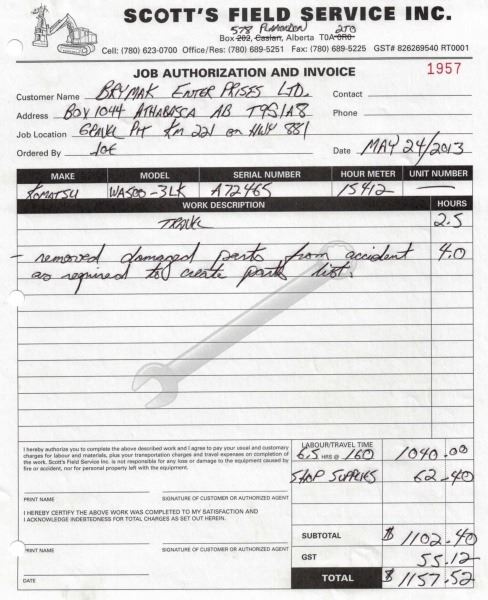 SCOTT'S FIELD SERVICE INC.
578 Plamondon 2T0
Box 202, Caslan, Alberta T0A 0R0
Cell: (780) 623-0700 Office/Res: (780) 689-5251 Fax: (780) 689-5225 GST# 826269540 RT0001
JOB AUTHORIZATION AND INVOICE 1957
Customer Name BRYMAK ENTERPRISES LTD. Contact
Address BOX 1044 ATHABASCA AB T9S1A8 Phone
Job Location GRAVEL PIT KM 221 on HWY 881
Ordered By JOE Date MAY 24/2013
MAKE MODEL SERIAL NUMBER HOUR METER UNIT NUMBER
KOMATSU WA500-3LK A72465 15412 —
WORK DESCRIPTION HOURS
TRAVEL 2.5
- removed damaged parts from accident 4.0
as required to create parts list.
I hereby authorize you to complete the above described work and I agree to pay your usual and customary
charges for labour and materials, plus your transportation charges and travel expenses on completion of
the work. Scott's Field Service Inc. is not responsible for any loss or damage to the equipment caused by
fire or accident, nor for personal property left with the equipment.
LABOUR/TRAVEL TIME
6.5 HRS @ 160 1040.00
SHOP SUPPLIES 62.40
PRINT NAME SIGNATURE OF CUSTOMER OR AUTHORIZED AGENT
I HEREBY CERTIFY THE ABOVE WORK WAS COMPLETED TO MY SATISFACTION AND
I ACKNOWLEDGE INDEBTEDNESS FOR TOTAL CHARGES AS SET OUT HEREIN.
SUBTOTAL $ 1102.40
PRINT NAME SIGNATURE OF CUSTOMER OR AUTHORIZED AGENT
GST 55.12
DATE
TOTAL $ 1157.52